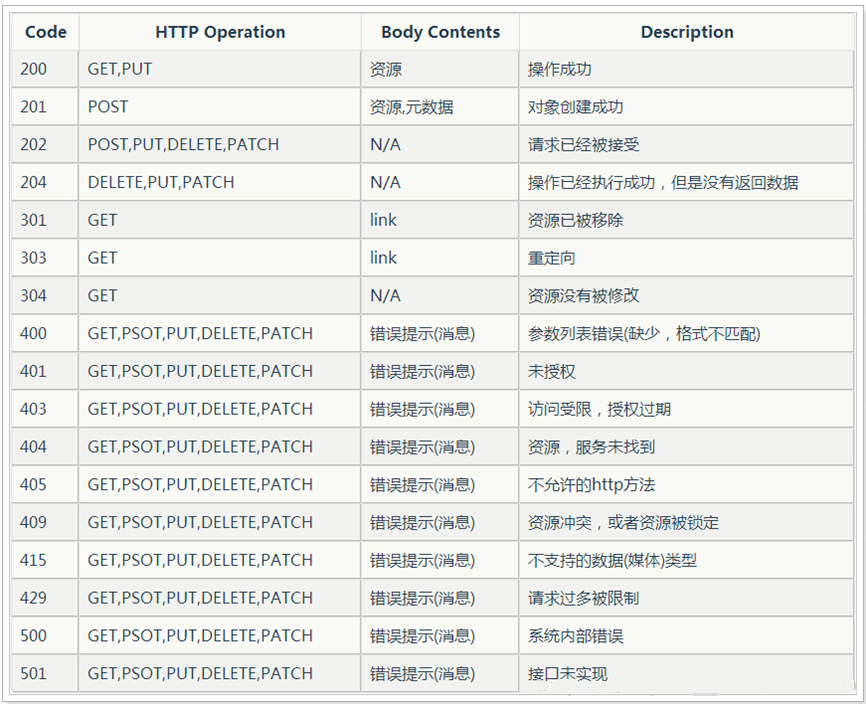 Code HTTP Operation Body Contents Description
200 GET,PUT 资源 操作成功
201 POST 资源,元数据 对象创建成功
202 POST,PUT,DELETE,PATCH N/A 请求已经被接受
204 DELETE,PUT,PATCH N/A 操作已经执行成功，但是没有返回数据
301 GET link 资源已被移除
303 GET link 重定向
304 GET N/A 资源没有被修改
400 GET,PSOT,PUT,DELETE,PATCH 错误提示(消息) 参数列表错误(缺少，格式不匹配)
401 GET,PSOT,PUT,DELETE,PATCH 错误提示(消息) 未授权
403 GET,PSOT,PUT,DELETE,PATCH 错误提示(消息) 访问受限，授权过期
404 GET,PSOT,PUT,DELETE,PATCH 错误提示(消息) 资源，服务未找到
405 GET,PSOT,PUT,DELETE,PATCH 错误提示(消息) 不允许的http方法
409 GET,PSOT,PUT,DELETE,PATCH 错误提示(消息) 资源冲突，或者资源被锁定
415 GET,PSOT,PUT,DELETE,PATCH 错误提示(消息) 不支持的数据(媒体)类型
429 GET,PSOT,PUT,DELETE,PATCH 错误提示(消息) 请求过多被限制
500 GET,PSOT,PUT,DELETE,PATCH 错误提示(消息) 系统内部错误
501 GET,PSOT,PUT,DELETE,PATCH 错误提示(消息) 接口未实现